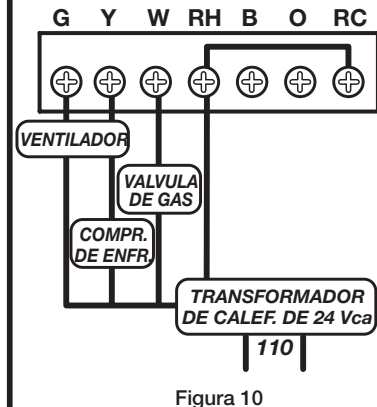 G Y W RH B O RC
VENTILADOR
VALVULA
DE GAS
COMPR.
DE ENFR.
TRANSFORMADOR
DE CALEF. DE 24 Vca
110
Figura 10